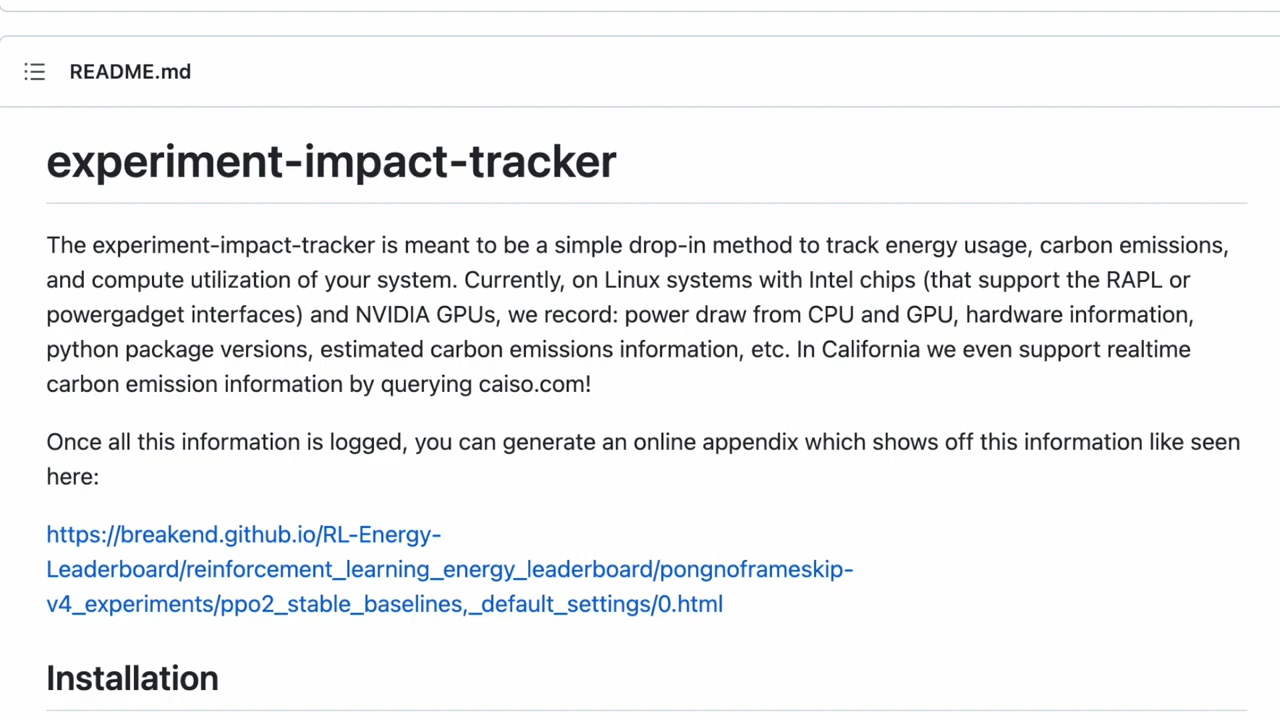 README.md
experiment-impact-tracker
The experiment-impact-tracker is meant to be a simple drop-in method to track energy usage, carbon emissions,
and compute utilization of your system. Currently, on Linux systems with Intel chips (that support the RAPL or
powergadget interfaces) and NVIDIA GPUs, we record: power draw from CPU and GPU, hardware information,
python package versions, estimated carbon emissions information, etc. In California we even support realtime
carbon emission information by querying caiso.com!
Once all this information is logged, you can generate an online appendix which shows off this information like seen
here:
https://breakend.github.io/RL-Energy-
Leaderboard/reinforcement_learning_energy_leaderboard/pongnoframeskip-
v4_experiments/ppo2_stable_baselines,_default_settings/0.html
Installation